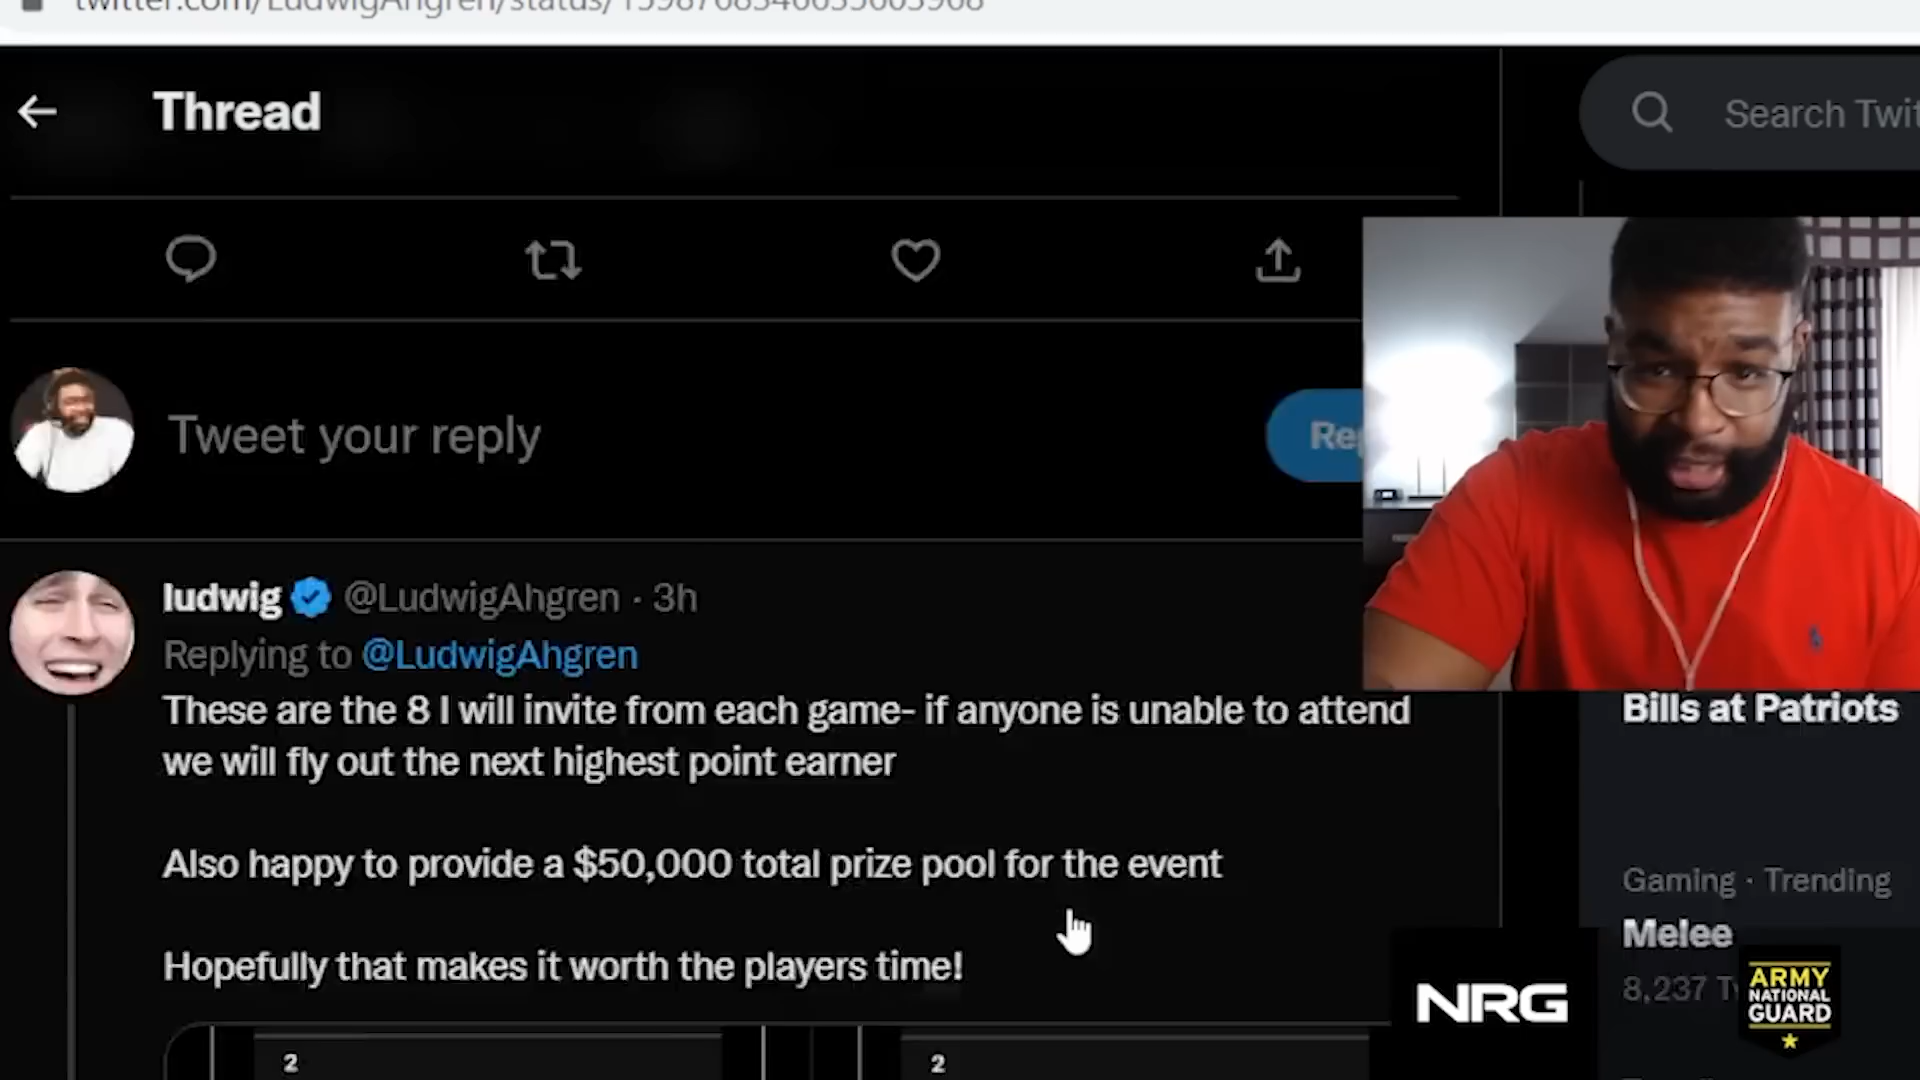 twitter.com/LudwigAhgren/status/1598768346635603968
Thread
Search Twit
Tweet your reply
Rep
ludwig @LudwigAhgren · 3h
Replying to @LudwigAhgren
These are the 8 I will invite from each game- if anyone is unable to attend
we will fly out the next highest point earner
Also happy to provide a $50,000 total prize pool for the event
Hopefully that makes it worth the players time!
2
2
Bills at Patriots
Gaming · Trending
Melee
8,237 Tw
NRG
ARMY
NATIONAL
GUARD